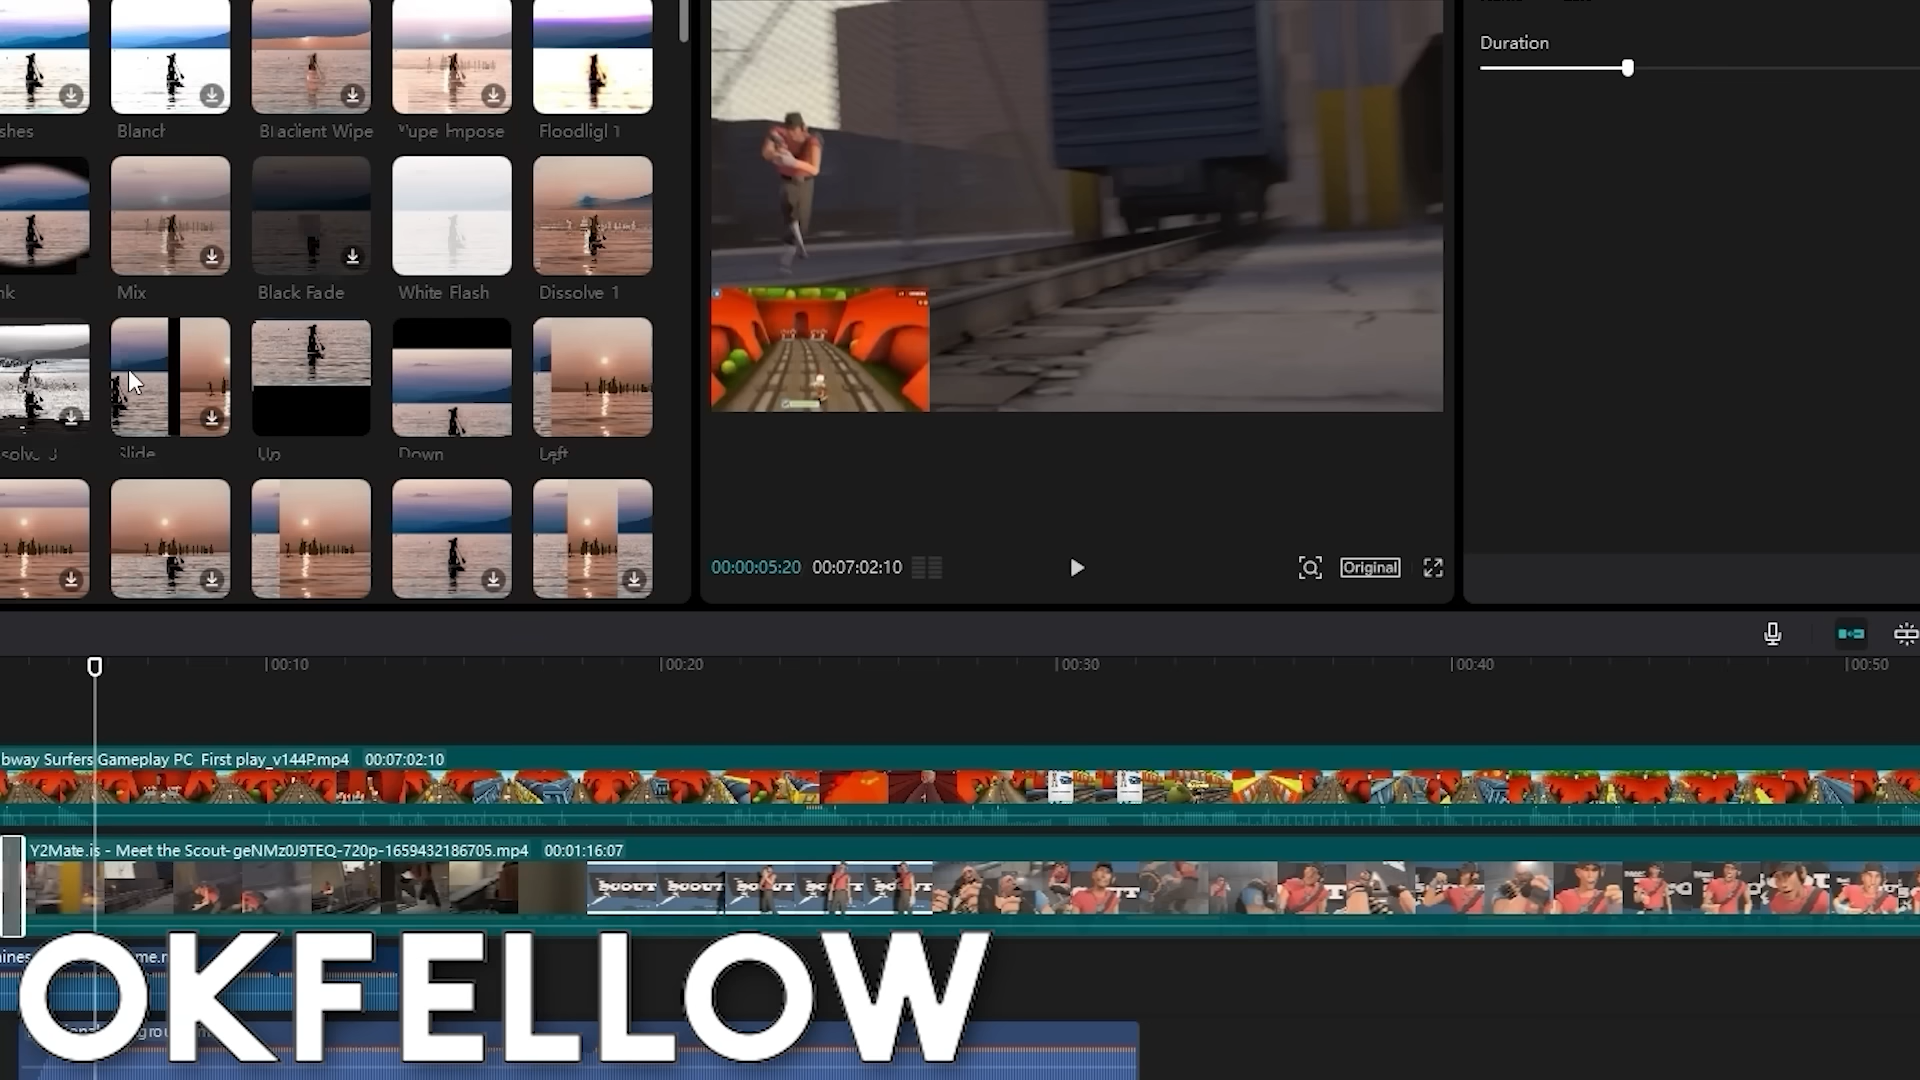 Duration
shes
Blanch
Floodligl 1
nk
Mix
Black Fade
White Flash
Dissolve 1
Slide
Up
Down
Left
00:00:05:20 00:07:02:10
Original
00:10
00:20
00:30
00:40
00:50
bway Surfers Gameplay PC First play_v144P.mp4 00:07:02:10
Y2Mate.is - Meet the Scout-geNMz0J9TEQ-720p-1659432186705.mp4 00:01:16:07
SCOUT
OKFELLOW